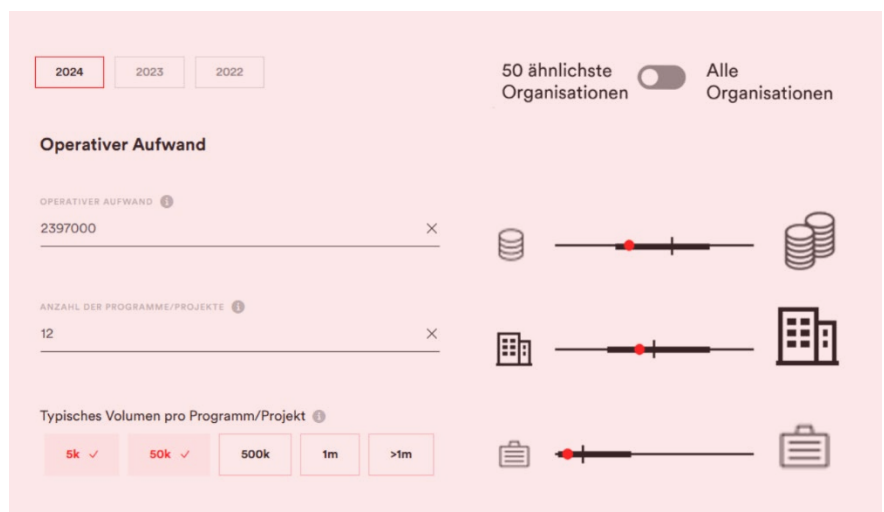 2024 2023 2022
50 ähnlichste
Organisationen
Alle
Organisationen
Operativer Aufwand
OPERATIVER AUFWAND
2397000
ANZAHL DER PROGRAMME/PROJEKTE
12
Typisches Volumen pro Programm/Projekt
5k 50k 500k 1m >1m